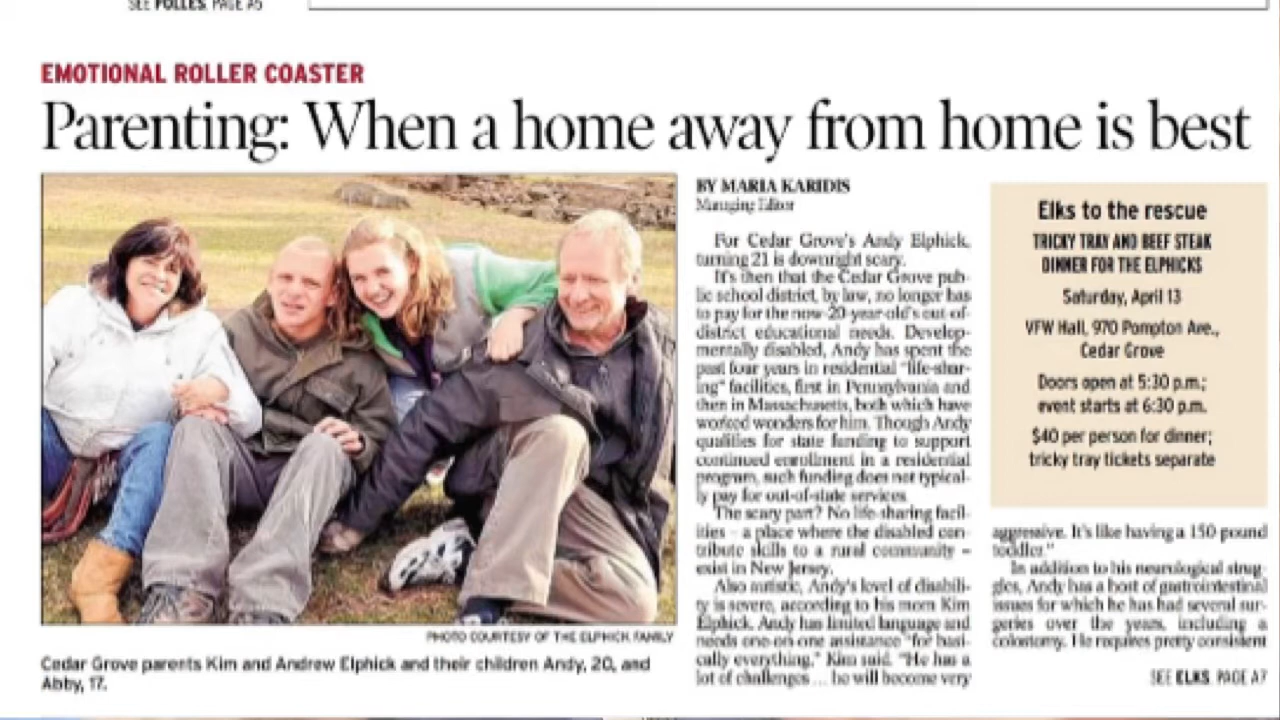 SEE FOLLES, PAGE A5
EMOTIONAL ROLLER COASTER
Parenting: When a home away from home is best
PHOTO COURTESY OF THE ELPHICK FAMILY
Cedar Grove parents Kim and Andrew Elphick and their children Andy, 20, and
Abby, 17.
BY MARIA KARIDIS
Managing Editor
For Cedar Grove's Andy Elphick,
turning 21 is downright scary.
It's then that the Cedar Grove pub-
lic school district, by law, no longer has
to pay for the now-20-year-old's out-of-
district educational needs. Develop-
mentally disabled, Andy has spent the
past four years in residential "life-shar-
ing" facilities, first in Pennsylvania and
then in Massachusetts, both which have
worked wonders for him. Though Andy
qualifies for state funding to support
continued enrollment in a residential
program, such funding does not typical-
ly pay for out-of-state services.
The scary part? No life-sharing facil-
ities – a place where the disabled con-
tribute skills to a rural community –
exist in New Jersey.
Also autistic, Andy's level of disabili-
ty is severe, according to his mom Kim
Elphick. Andy has limited language and
needs one-on-one assistance "for basi-
cally everything," Kim said. "He has a
lot of challenges ... he will become very
Elks to the rescue
TRICKY TRAY AND BEEF STEAK
DINNER FOR THE ELPHICKS
Saturday, April 13
VFW Hall, 970 Pompton Ave.,
Cedar Grove
Doors open at 5:30 p.m.;
event starts at 6:30 p.m.
$40 per person for dinner;
tricky tray tickets separate
aggressive. It's like having a 150 pound
toddler."
In addition to his neurological strug-
gles, Andy has a host of gastrointestinal
issues for which he has had several sur-
geries over the years, including a
colostomy. He requires pretty consistent
SEE ELKS, PAGE A7